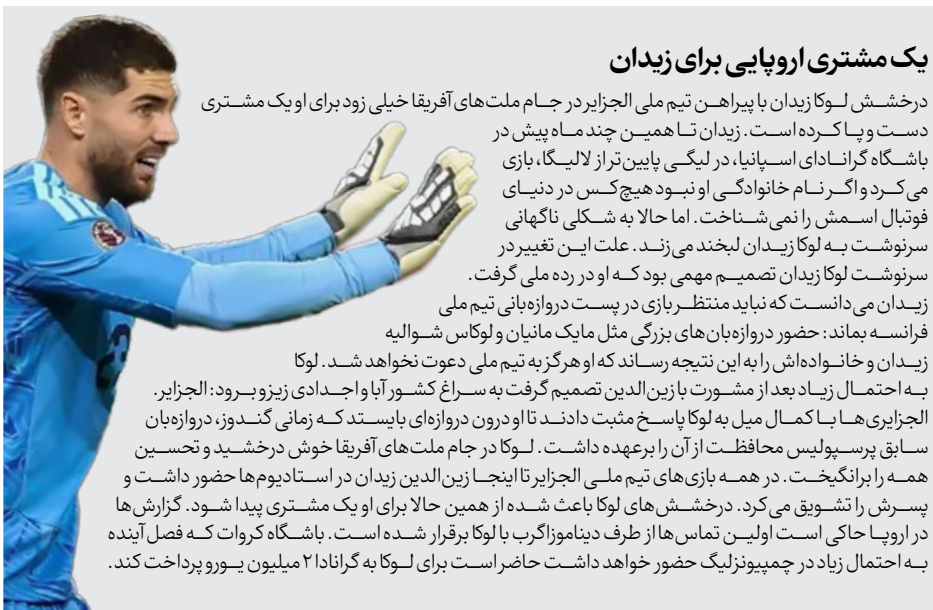 یک مشتری اروپایی برای زیدان
درخشش لوکا زیدان با پیراهن تیم ملی الجزایر در جام ملت‌های آفریقا خیلی زود برای او یک مشتری
دست و پا کرده است. زیدان تا همین چند ماه پیش در
باشگاه گرانادای اسپانیا، در لیگی پایین‌تر از لالیگا، بازی
می‌کرد و اگر نام خانوادگی او نبود هیچ‌کس در دنیای
فوتبال اسمش را نمی‌شناخت. اما حالا به شکلی ناگهانی
سرنوشت به لوکا زیدان لبخند می‌زند. علت این تغییر در
سرنوشت لوکا زیدان تصمیم مهمی بود که او در رده ملی گرفت.
زیدان می‌دانست که نباید منتظر بازی در پست دروازه‌بانی تیم ملی
فرانسه بماند: حضور دروازه‌بان‌های بزرگی مثل مایک مانیان و لوکاس شوالیه
زیدان و خانواده‌اش را به این نتیجه رساند که او هرگز به تیم ملی دعوت نخواهد شد. لوکا
به احتمال زیاد بعد از مشورت با زین‌الدین تصمیم گرفت به سراغ کشور آبا و اجدادی زیزو برود: الجزایر.
الجزایری‌ها با کمال میل به لوکا پاسخ مثبت دادند تا او درون دروازه‌ای بایستد که زمانی گندوز، دروازه‌بان
سابق پرسپولیس محافظت از آن را برعهده داشت. لوکا در جام ملت‌های آفریقا خوش درخشید و تحسین
همه را برانگیخت. در همه بازی‌های تیم ملی الجزایر تا اینجا زین‌الدین زیدان در استادیوم‌ها حضور داشت و
پسرش را تشویق می‌کرد. درخشش‌های لوکا باعث شده از همین حالا برای او یک مشتری پیدا شود. گزارش‌ها
در اروپا حاکی است اولین تماس‌ها از طرف دیناموزاگرب با لوکا برقرار شده است. باشگاه کروات که فصل آینده
به احتمال زیاد در چمپیونزلیگ حضور خواهد داشت حاضر است برای لوکا به گرانادا ۲ میلیون یورو پرداخت کند.